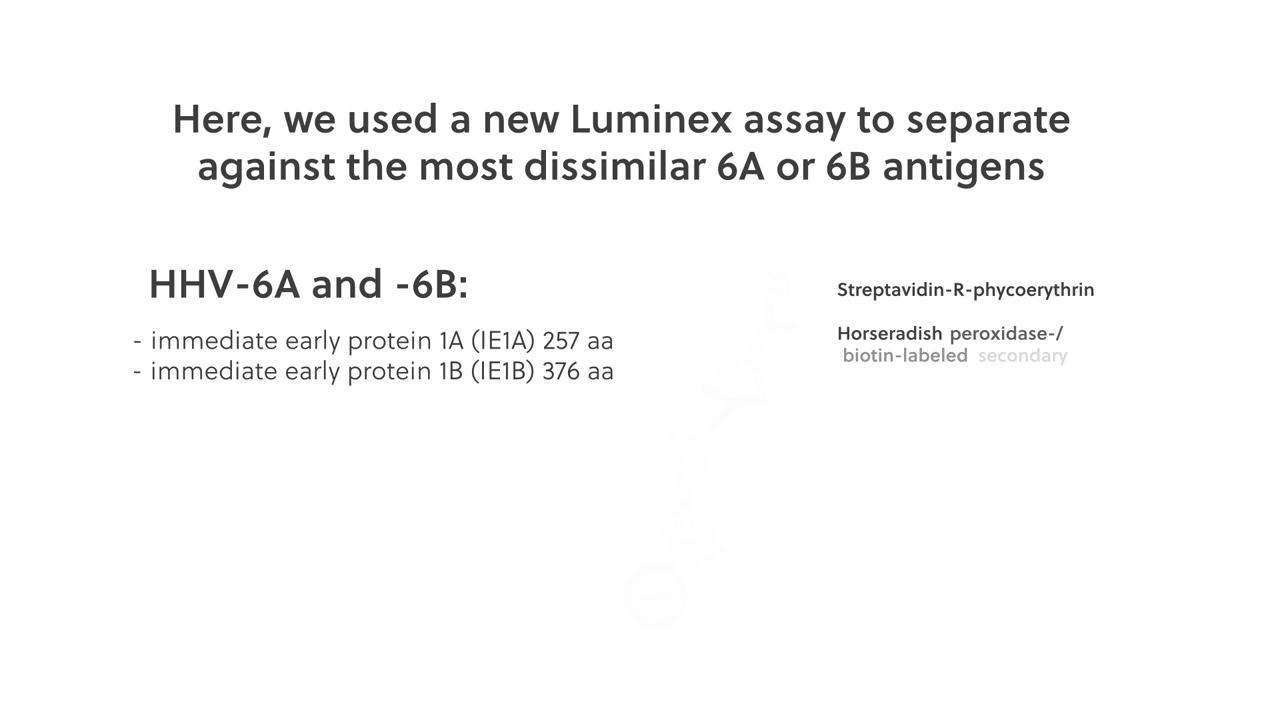 Here, we used a new Luminex assay to separate
against the most dissimilar 6A or 6B antigens
HHV-6A and -6B:
- immediate early protein 1A (IE1A) 257 aa
- immediate early protein 1B (IE1B) 376 aa
Streptavidin-R-phycoerythrin
Horseradish peroxidase-/
biotin-labeled secondary